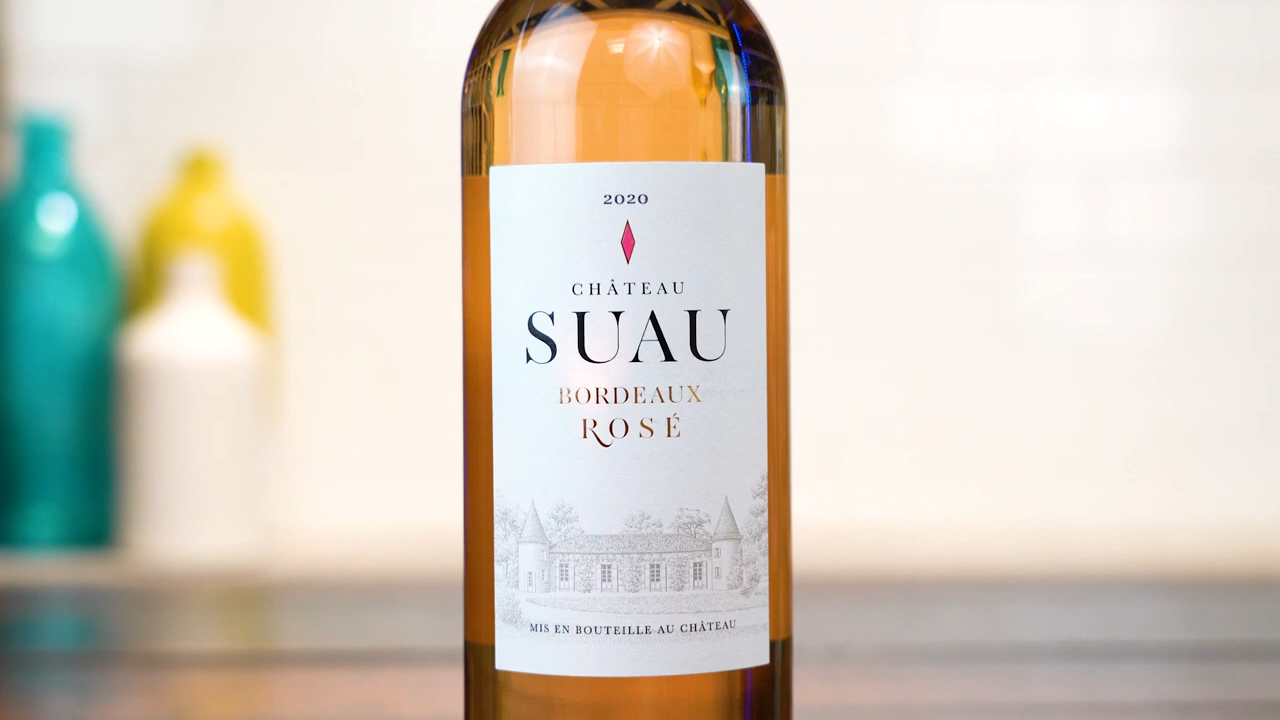 2020
CHÂTEAU
SUAU
BORDEAUX
ROSÉ
MIS EN BOUTEILLE AU CHÂTEAU